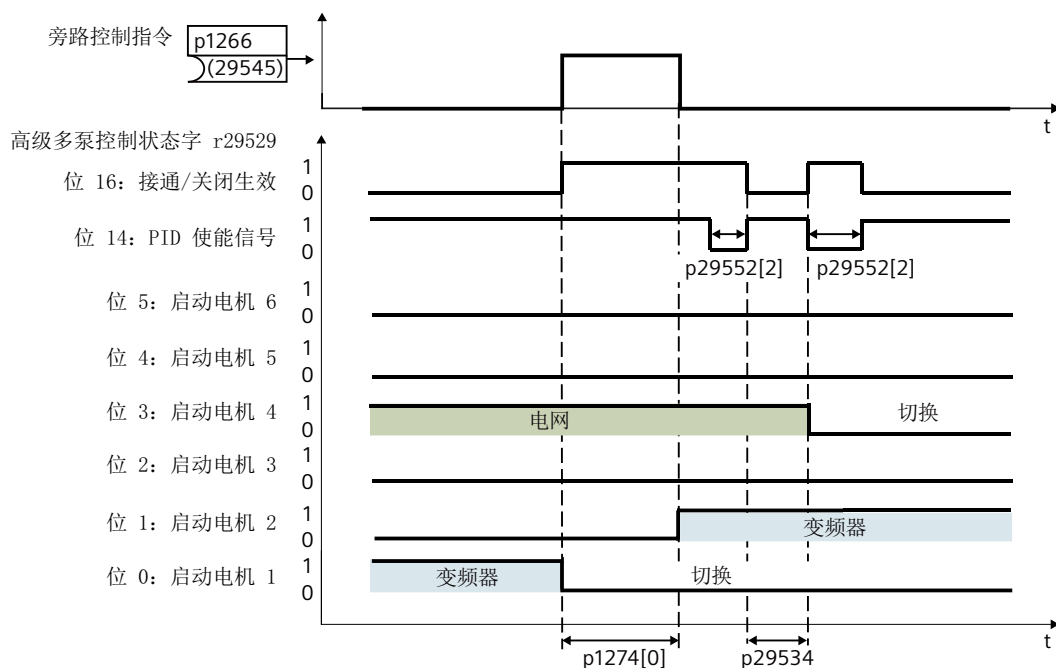 旁路控制指令 p1266
(29545)
t
高级多泵控制状态字 r29529
位 16：接通/关闭生效 1
0
位 14：PID 使能信号 1
0
p29552[2] p29552[2]
位 5：启动电机 6 1
0
位 4：启动电机 5 1
0
位 3：启动电机 4 1 电网 切换
0
位 2：启动电机 3 1
0
位 1：启动电机 2 1 变频器
0
位 0：启动电机 1 1 变频器 切换
0
t
p1274[0] p29534